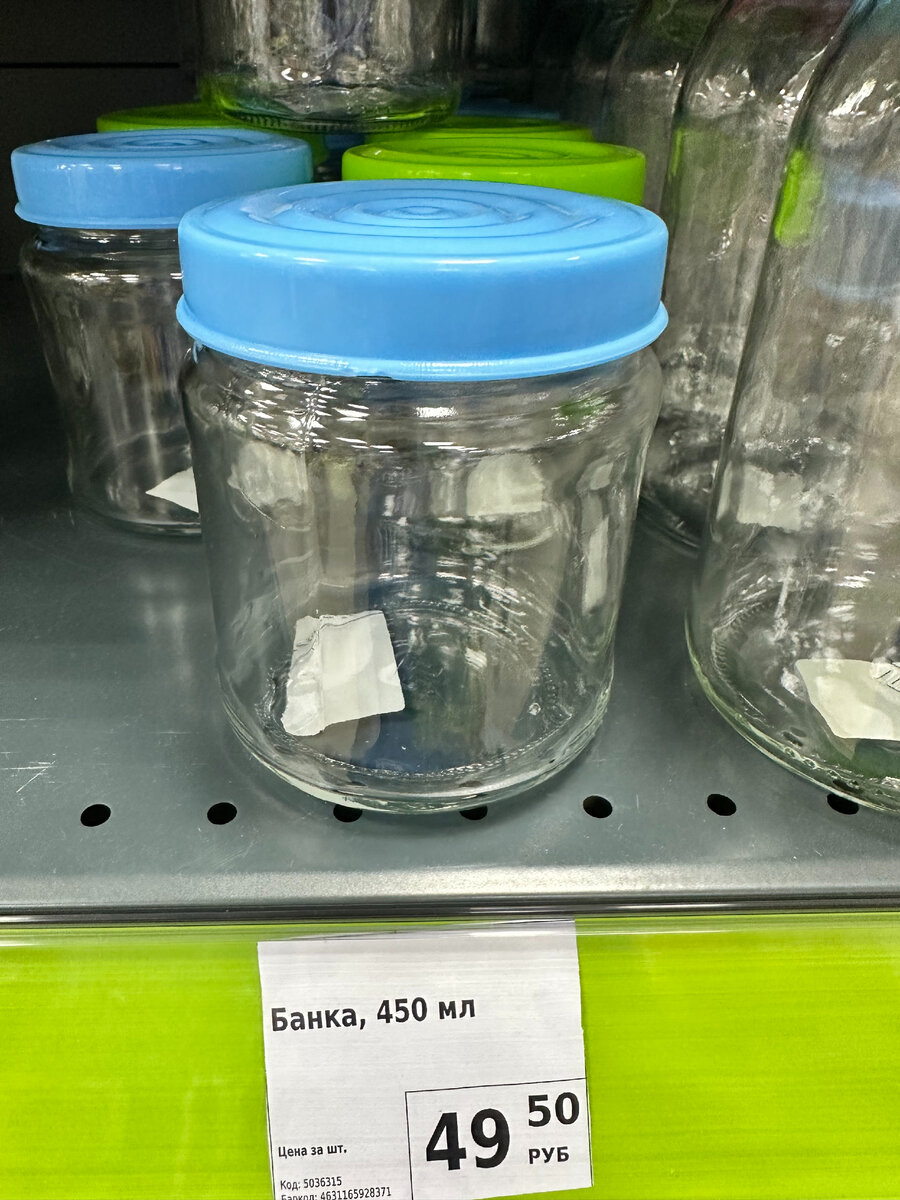 Банка, 450 мл
49 50
РУБ
Цена за шт.
Код: 5036315
Баркод: 4631165928371